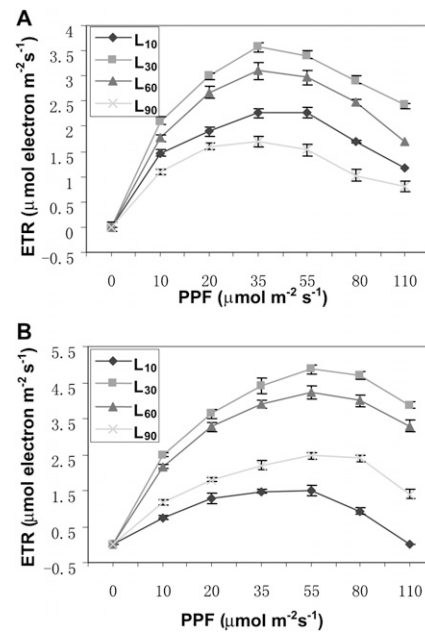 A
ETR (μmol electron m⁻² s⁻¹)
4
3.5
3
2.5
2
1.5
1
0.5
0
−0.5
L₁₀
L₃₀
L₆₀
L₉₀
0 10 20 35 55 80 110
PPF (μmol m⁻² s⁻¹)
B
ETR (μmol electron m⁻² s⁻¹)
5.5
4.5
3.5
2.5
1.5
0.5
0.5
L₁₀
L₃₀
L₆₀
L₉₀
0 10 20 35 55 80 110
PPF (μmol m⁻² s⁻¹)